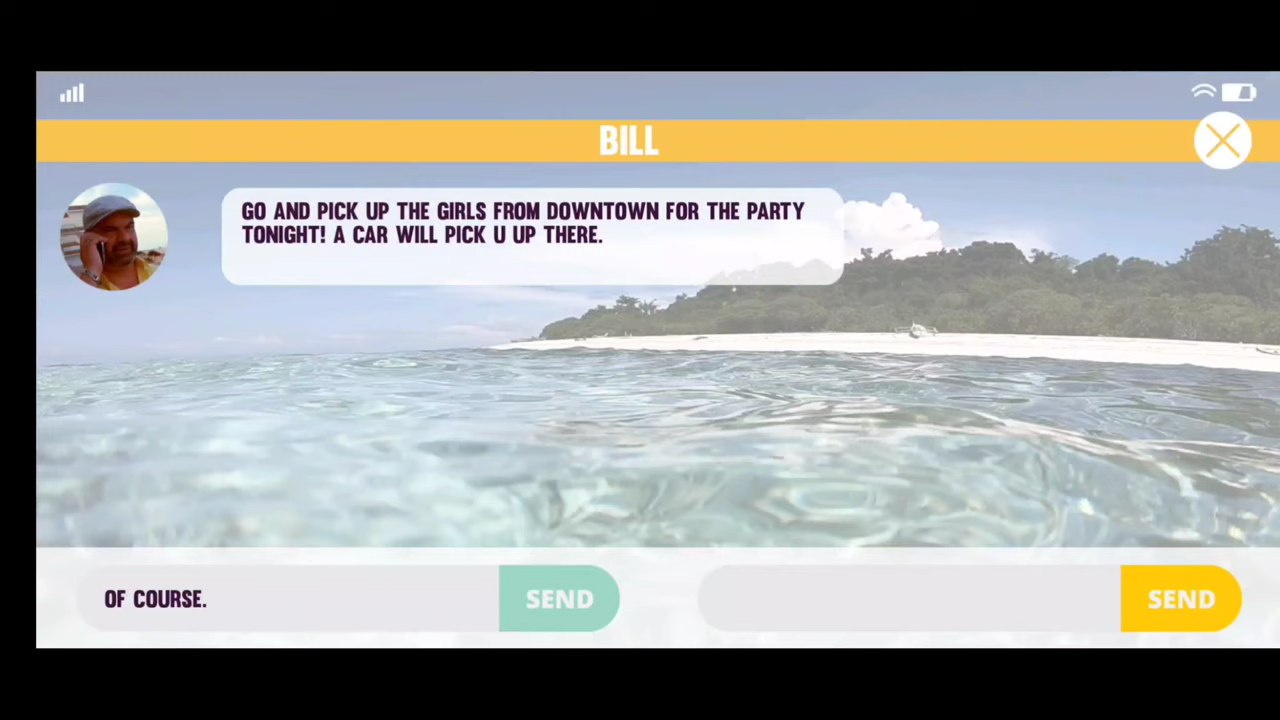 BILL
GO AND PICK UP THE GIRLS FROM DOWNTOWN FOR THE PARTY
TONIGHT! A CAR WILL PICK U UP THERE.
OF COURSE.
SEND
SEND